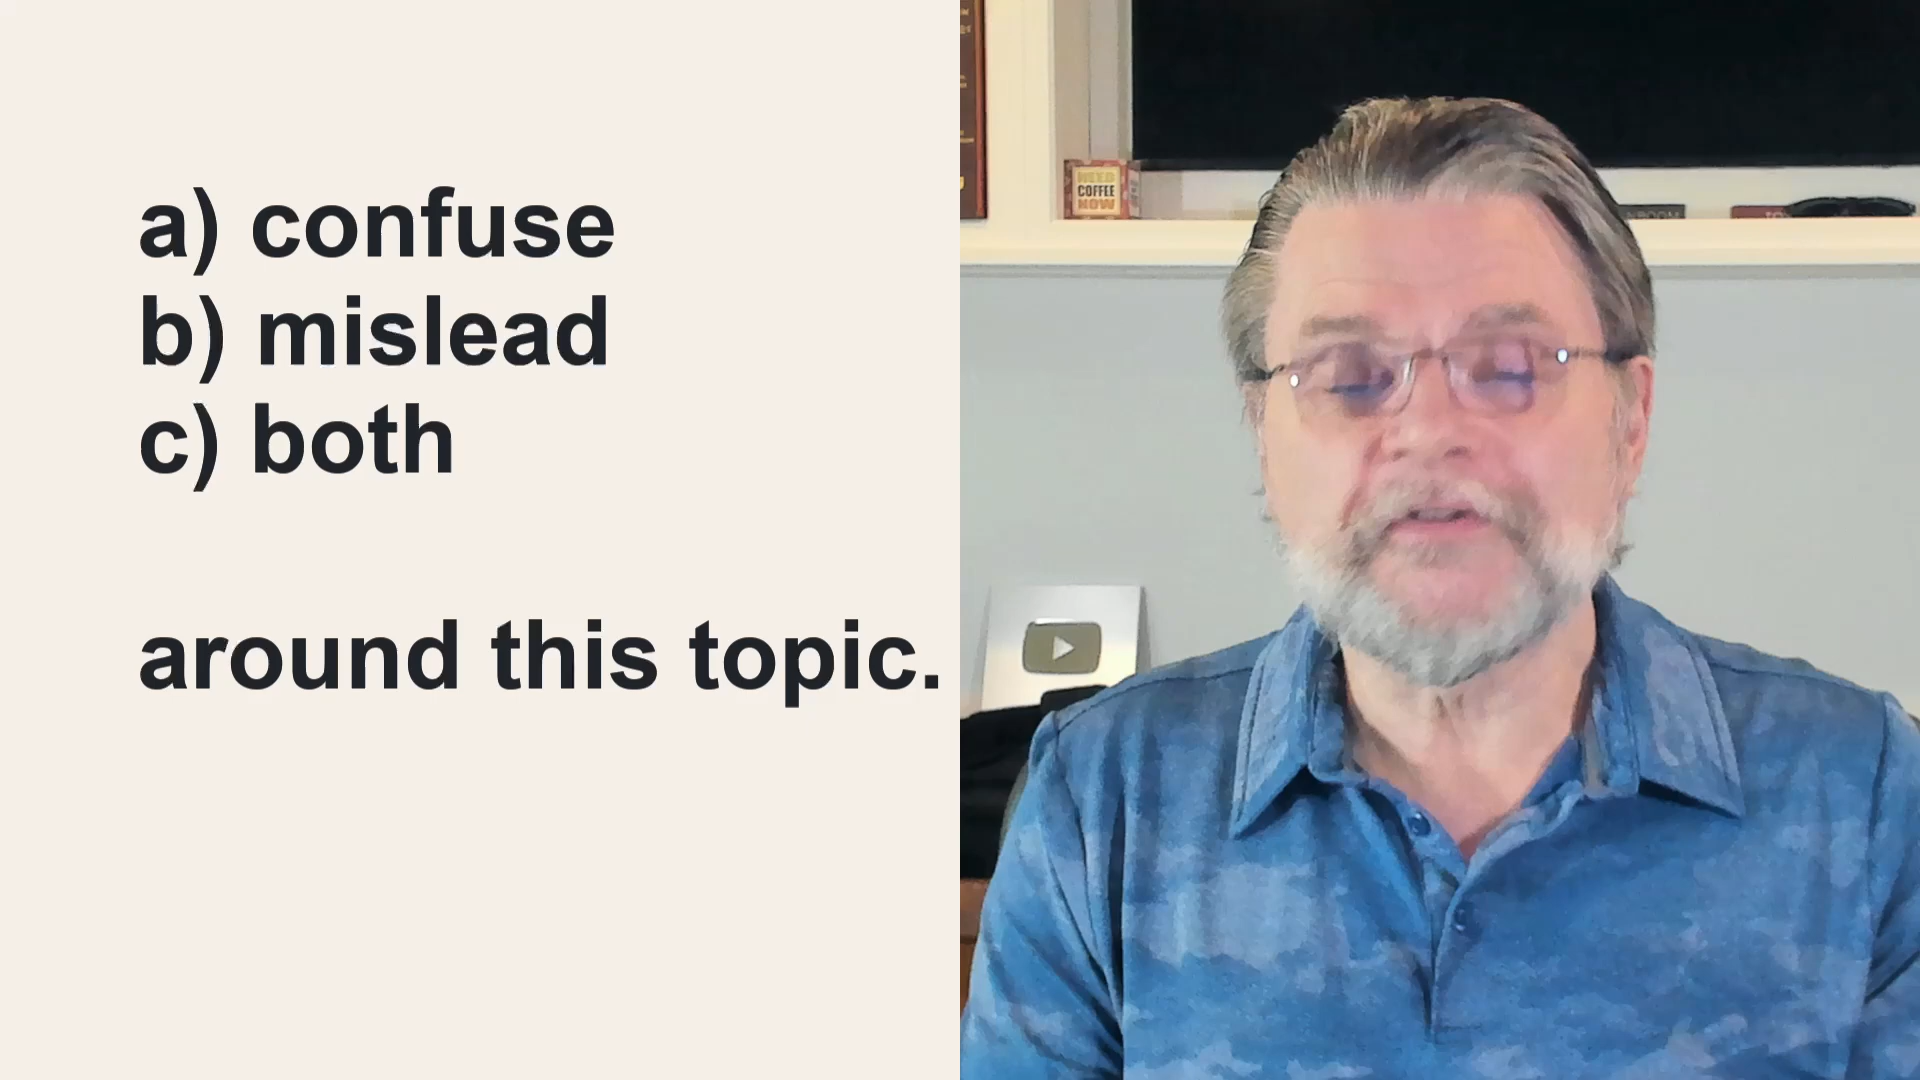 a) confuse
b) mislead
c) both
around this topic.
NEED
COFFEE
NOW